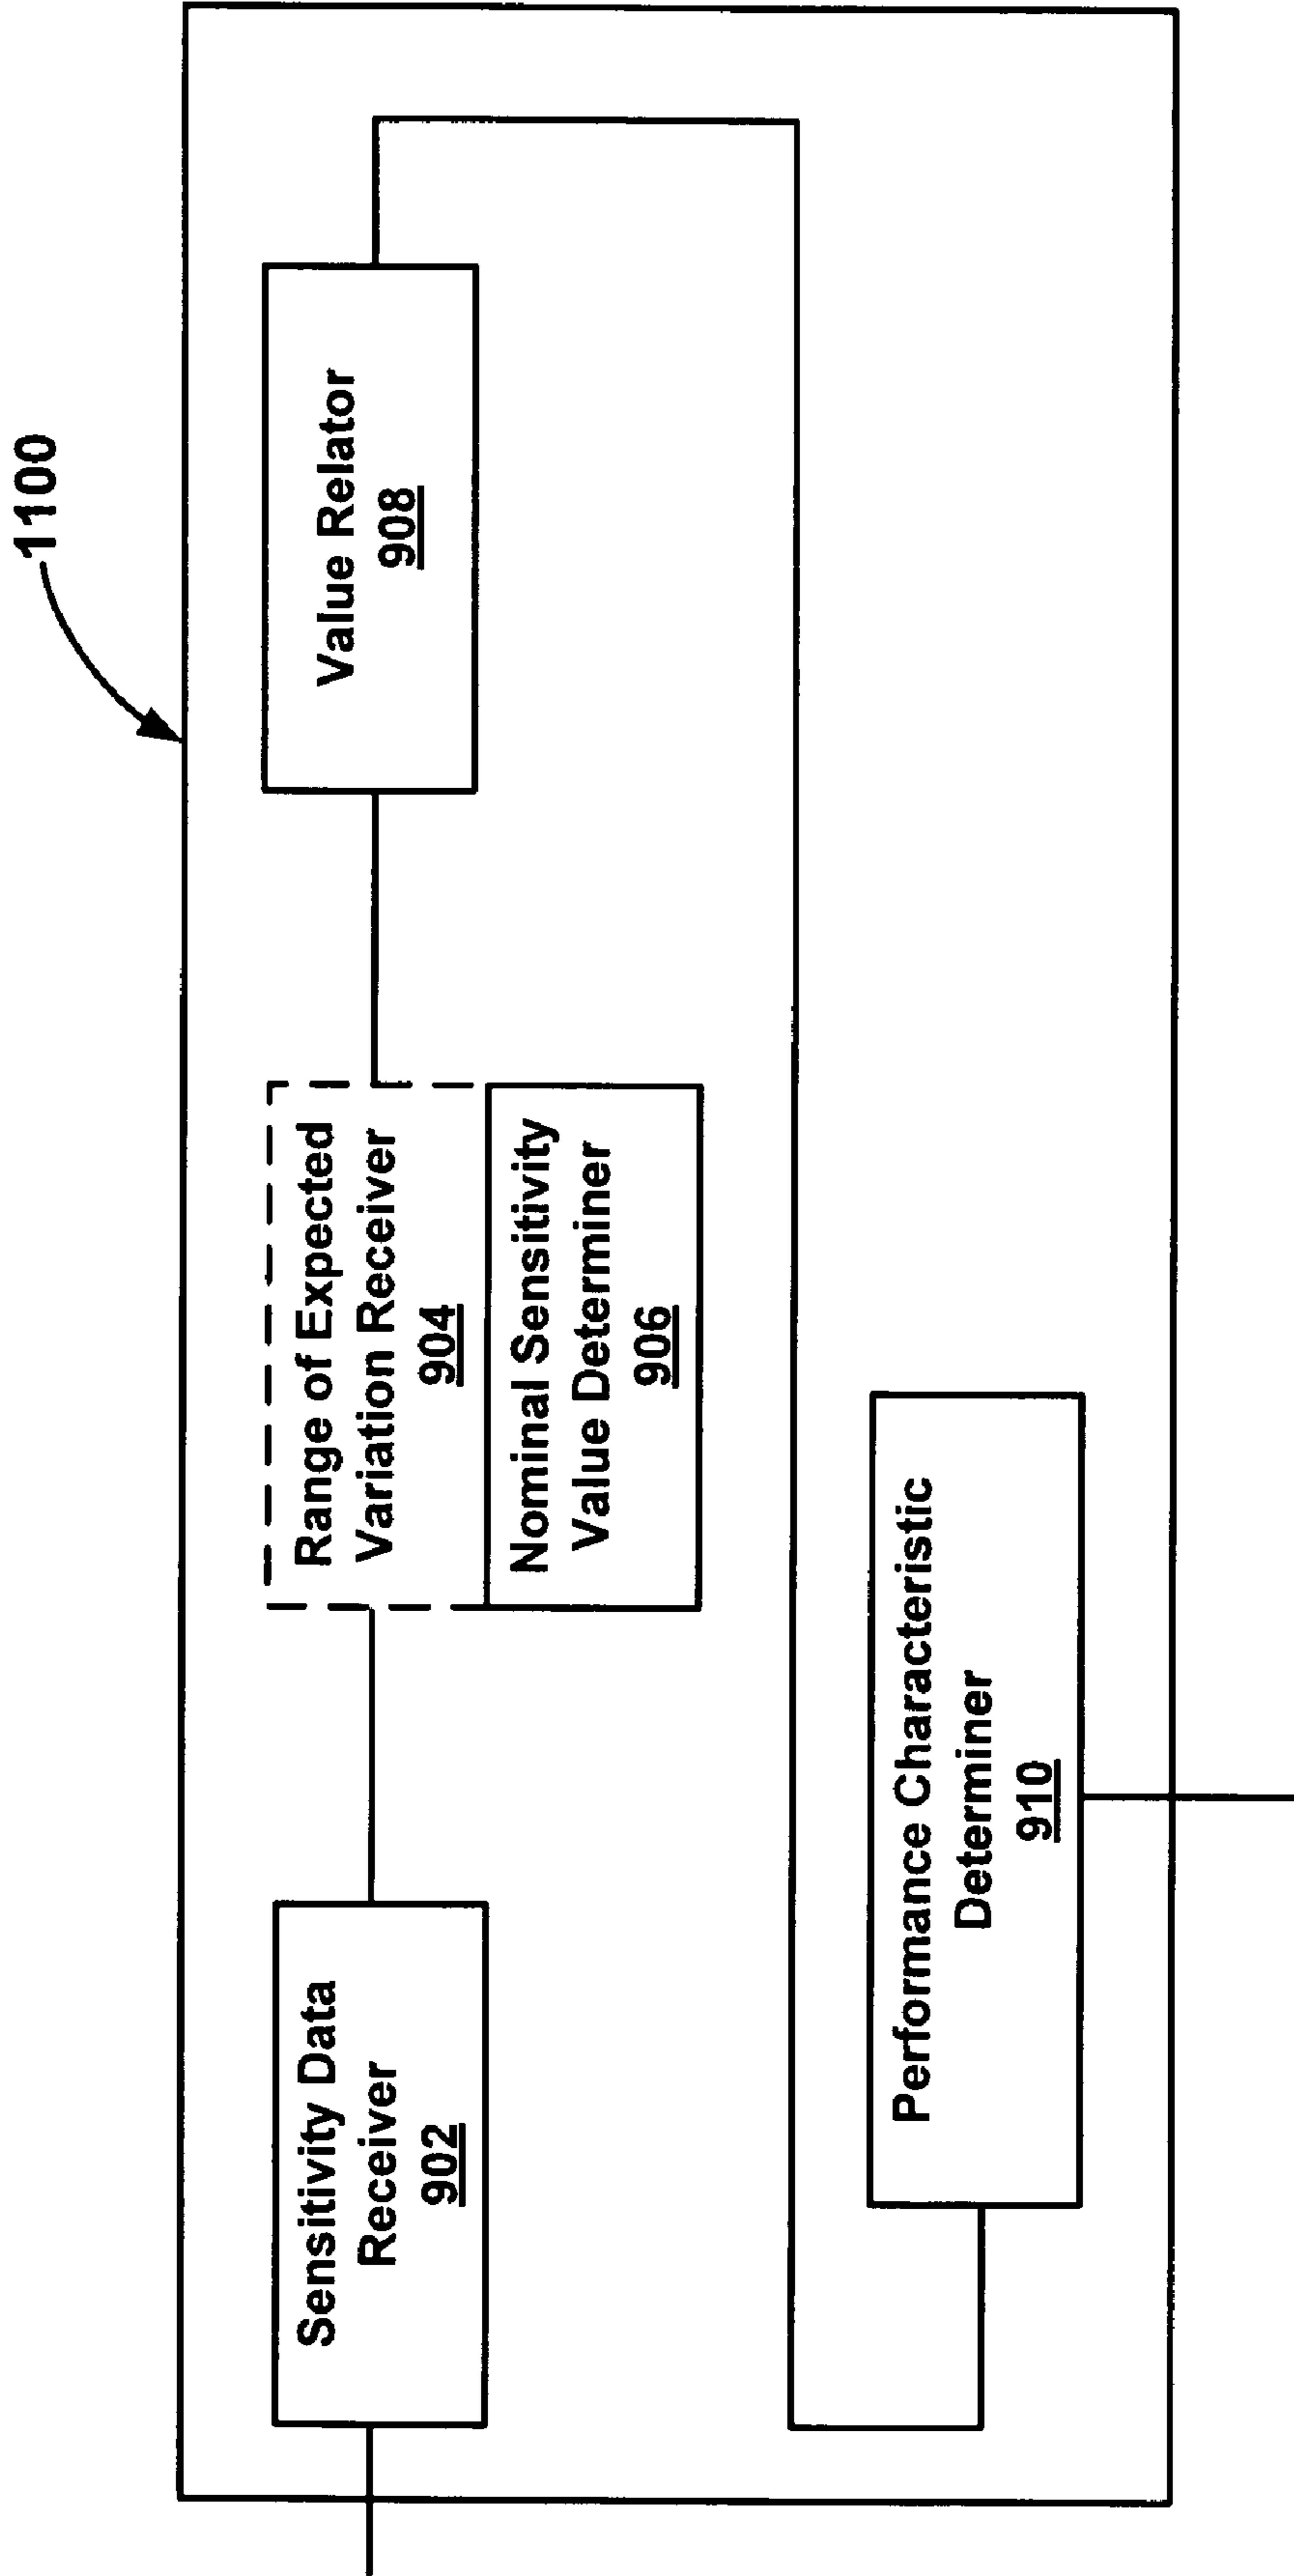 1100
Sensitivity Data
Receiver
902
Range of Expected
Variation Receiver
904
Nominal Sensitivity
Value Determiner
906
Value Relator
908
Performance Characteristic
Determiner
910